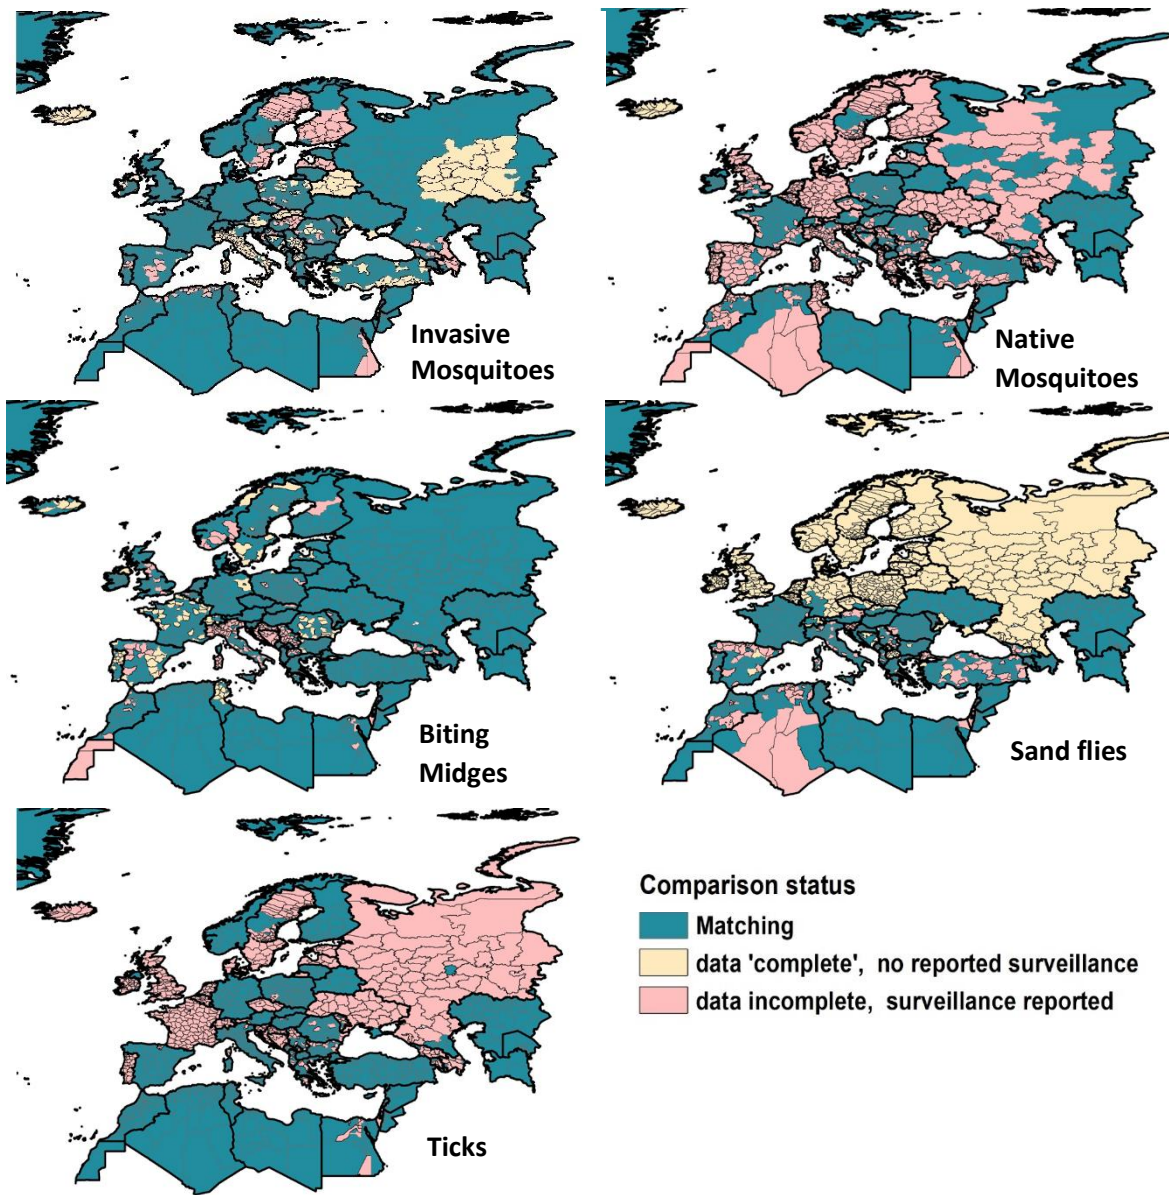 Invasive
Mosquitoes
Native
Mosquitoes
Biting
Midges
Sand flies
Ticks
Comparison status
Matching
data 'complete', no reported surveillance
data incomplete, surveillance reported